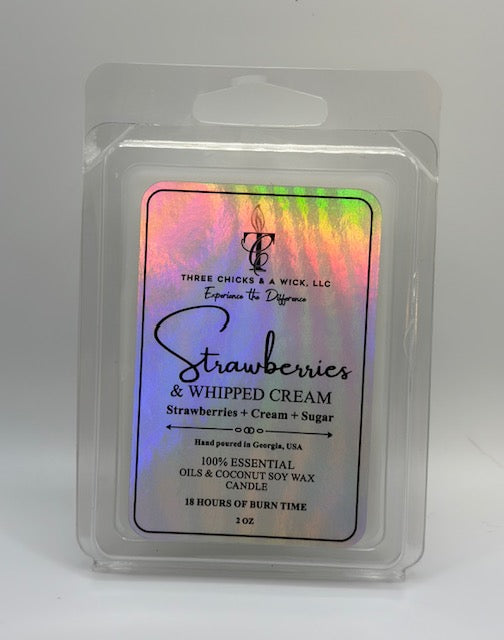 THREE CHICKS & A WICK, LLC
Experience the Difference
Strawberries
& WHIPPED CREAM
Strawberries + Cream + Sugar
Hand poured in Georgia, USA
100% ESSENTIAL
OILS & COCONUT SOY WAX
CANDLE
18 HOURS OF BURN TIME
2 OZ